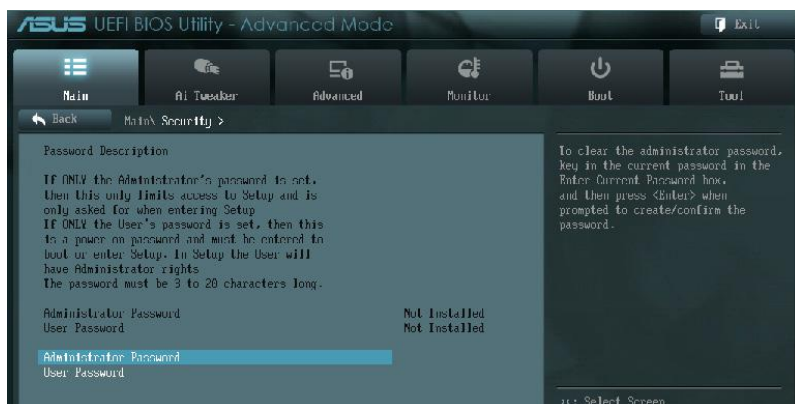 ASUS UEFI BIOS Utility - Advanced Mode
Exit
Main
Ai Tweaker
Advanced
Monitor
Boot
Tool
Back
Main\ Security >
Password Description
If ONLY the Administrator's password is set,
then this only limits access to Setup and is
only asked for when entering Setup
If ONLY the User's password is set, then this
is a power on password and must be entered to
boot or enter Setup. In Setup the User will
have Administrator rights
The password must be 3 to 20 characters long.
Administrator Password Not Installed
User Password Not Installed
Administrator Password
User Password
To clear the administrator password,
key in the current password in the
Enter Current Password box,
and then press <Enter> when
prompted to create/confirm the
password.
: Select Screen